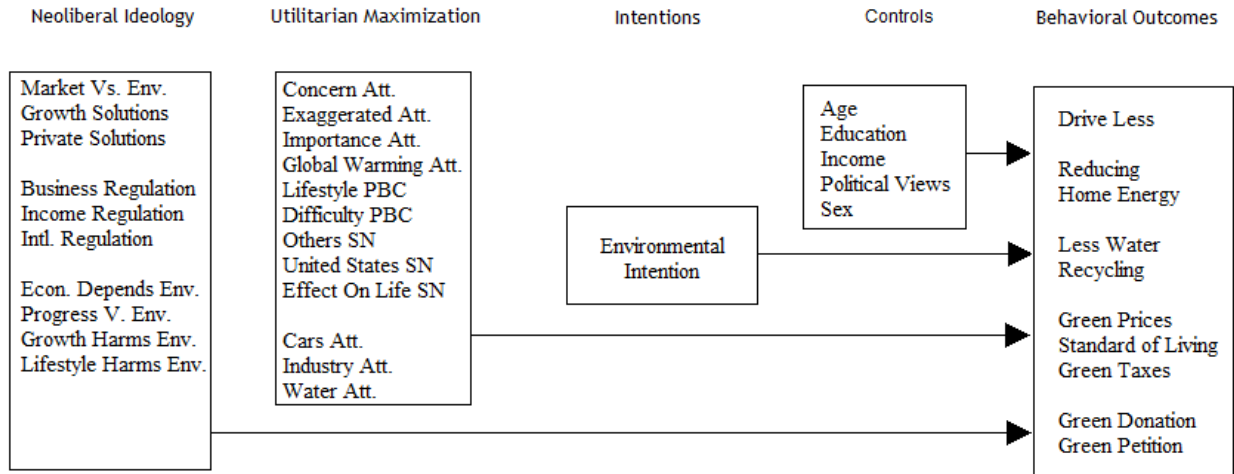 Neoliberal Ideology
Utilitarian Maximization
Intentions
Controls
Behavioral Outcomes
Market Vs. Env.
Growth Solutions
Private Solutions
Business Regulation
Income Regulation
Intl. Regulation
Econ. Depends Env.
Progress V. Env.
Growth Harms Env.
Lifestyle Harms Env.
Concern Att.
Exaggerated Att.
Importance Att.
Global Warming Att.
Lifestyle PBC
Difficulty PBC
Others SN
United States SN
Effect On Life SN
Cars Att.
Industry Att.
Water Att.
Environmental
Intention
Age
Education
Income
Political Views
Sex
Drive Less
Reducing
Home Energy
Less Water
Recycling
Green Prices
Standard of Living
Green Taxes
Green Donation
Green Petition